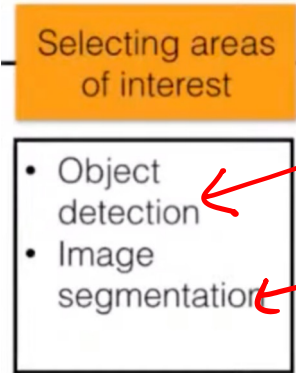 Selecting areas
of interest
• Object
detection
• Image
segmentation